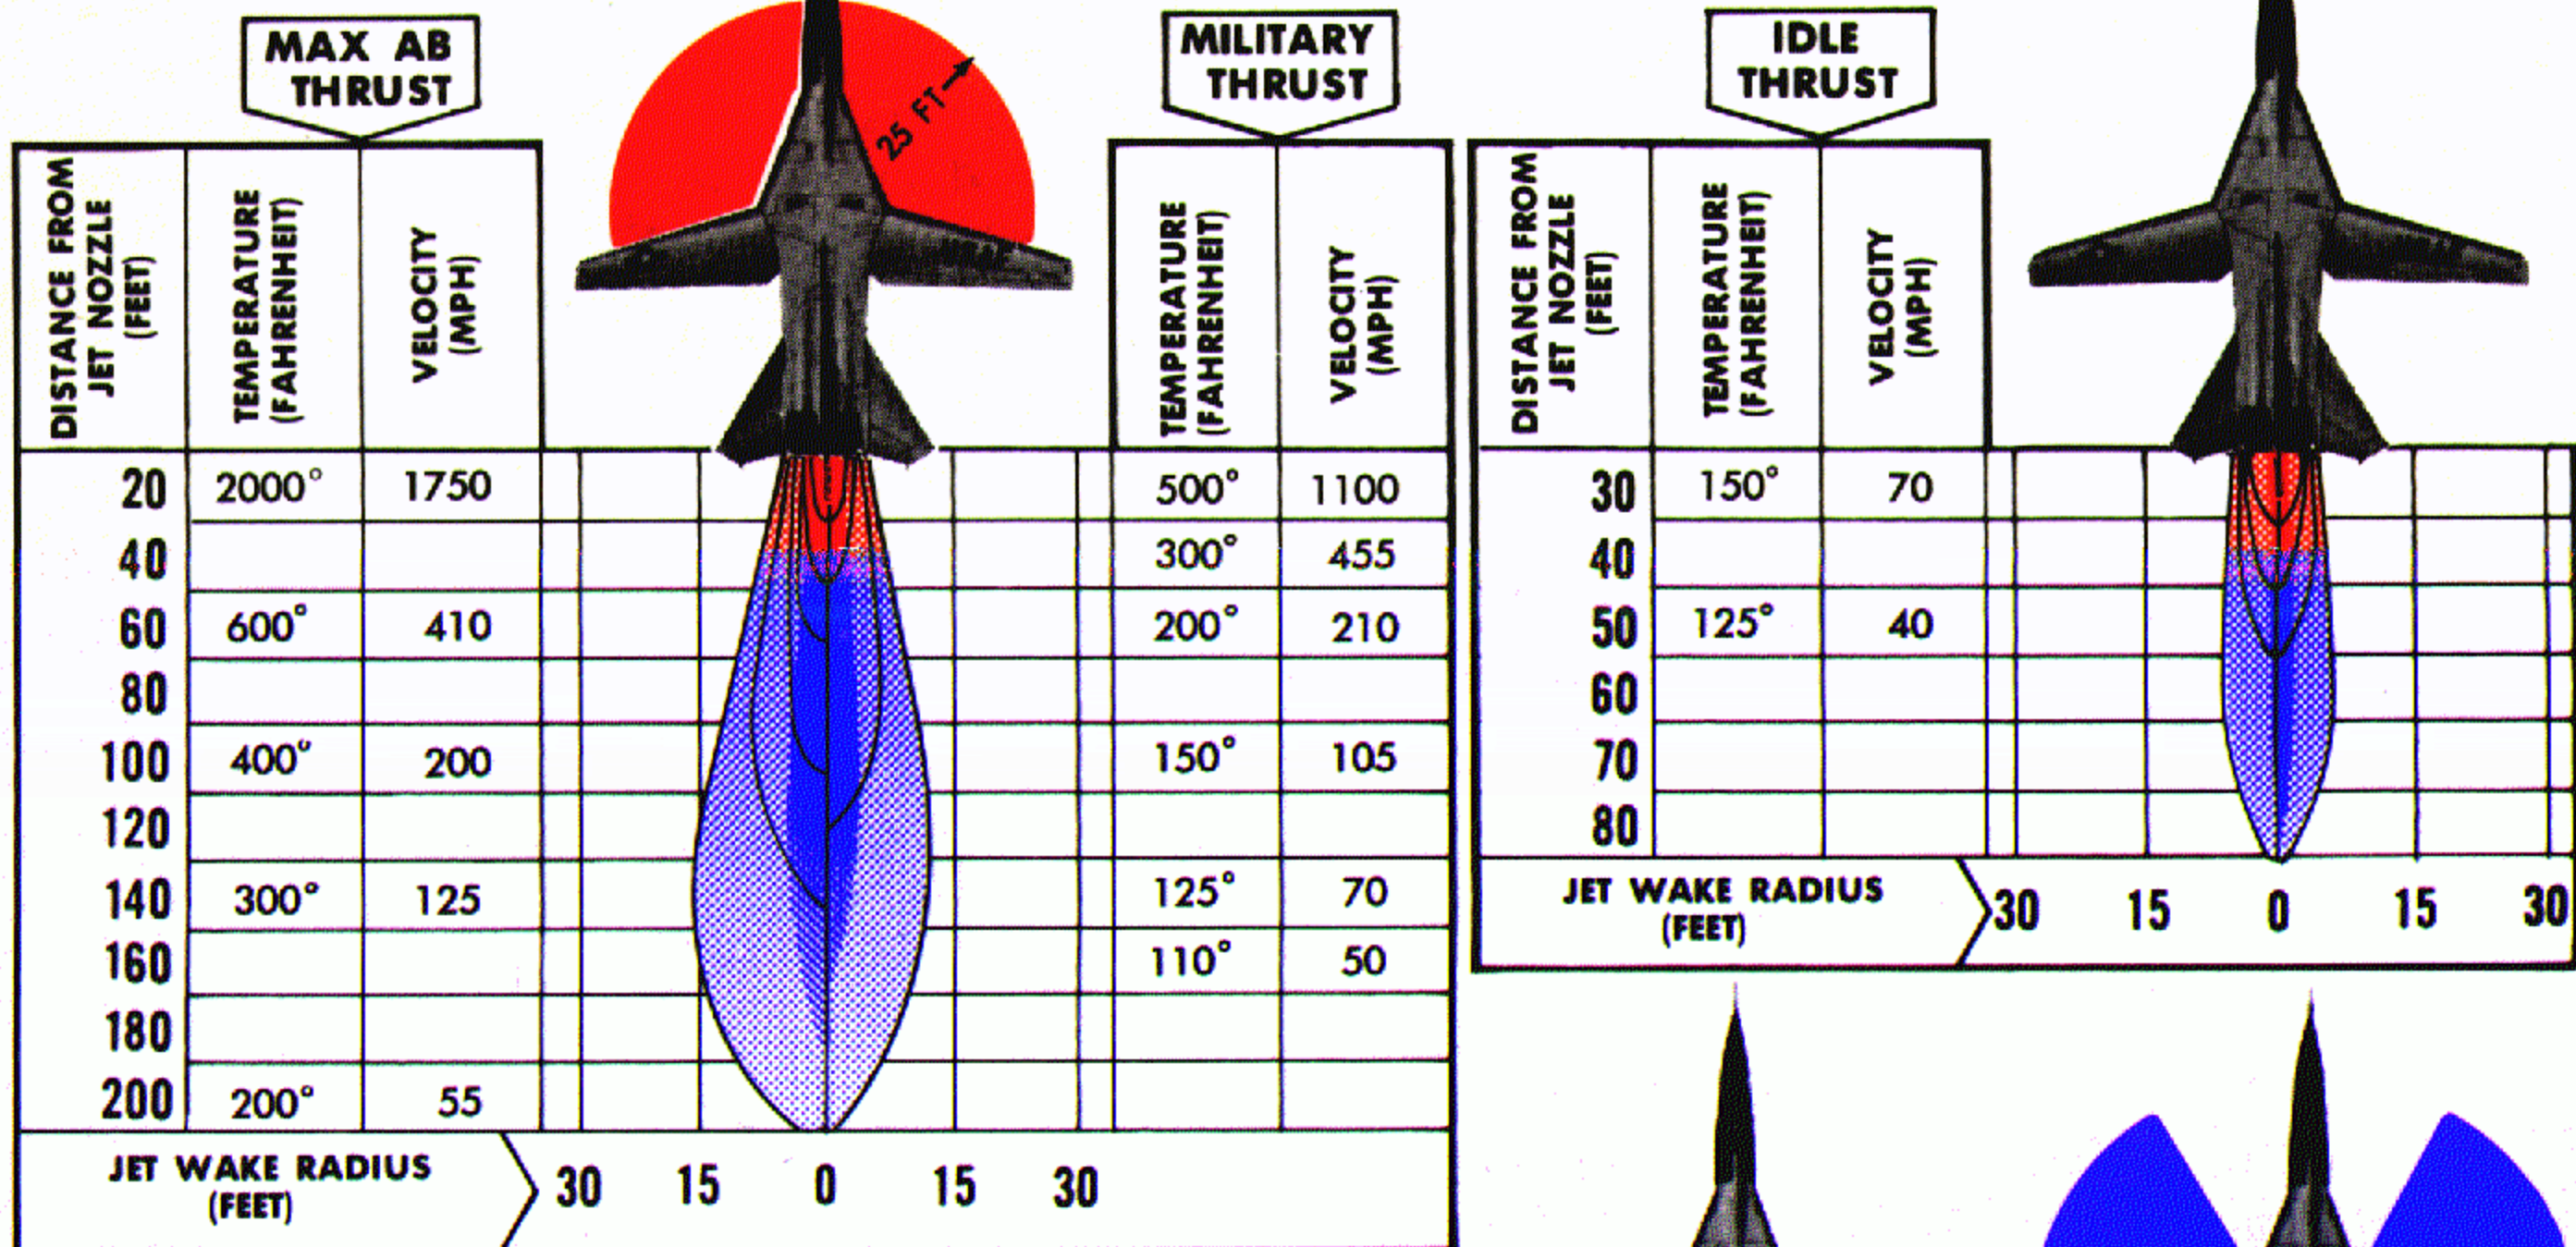 MAX AB
THRUST
25 FT
MILITARY
THRUST
IDLE
THRUST
DISTANCE FROM
JET NOZZLE
(FEET)
TEMPERATURE
(FAHRENHEIT)
VELOCITY
(MPH)
TEMPERATURE
(FAHRENHEIT)
VELOCITY
(MPH)
20 2000° 1750 500° 1100
40 300° 455
60 600° 410 200° 210
80
100 400° 200 150° 105
120
140 300° 125 125° 70
160 110° 50
180
200 200° 55
JET WAKE RADIUS
(FEET)
30 15 0 15 30
DISTANCE FROM
JET NOZZLE
(FEET)
TEMPERATURE
(FAHRENHEIT)
VELOCITY
(MPH)
30 150° 70
40
50 125° 40
60
70
80
JET WAKE RADIUS
(FEET)
30 15 0 15 30